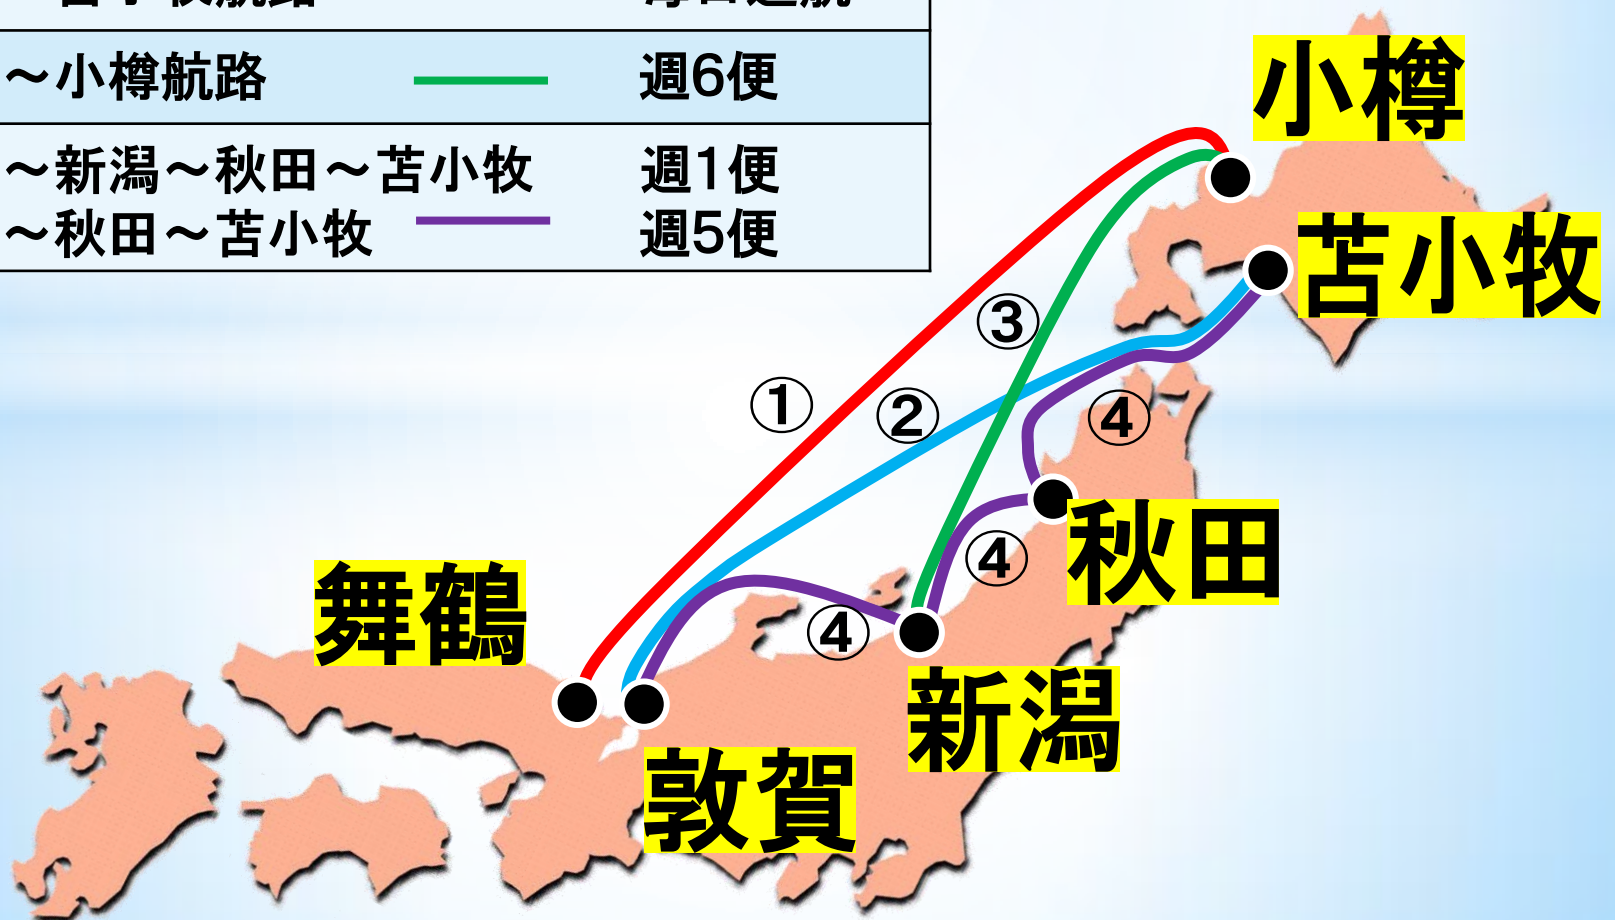 ～小樽航路 週6便
～新潟～秋田～苫小牧 週1便
～秋田～苫小牧 週5便
小樽
苫小牧
③
①
②
④
秋田
④
舞鶴
④
新潟
敦賀